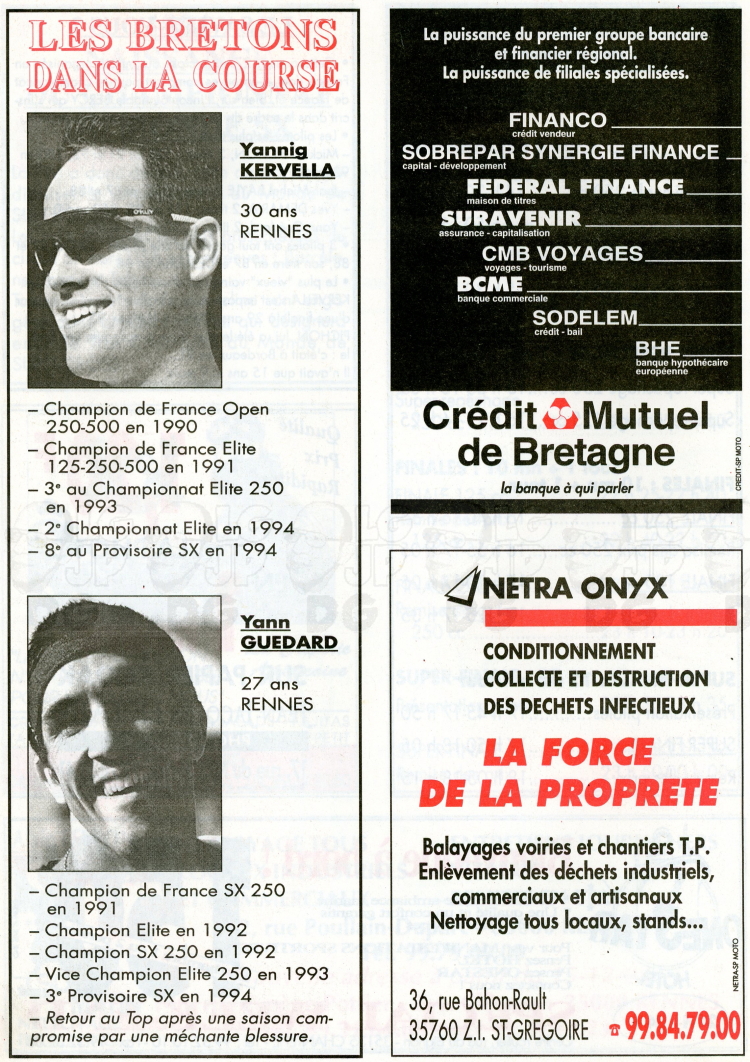 LES BRETONS
DANS LA COURSE
Yannig
KERVELLA
30 ans
RENNES
– Champion de France Open
250-500 en 1990
– Champion de France Elite
125-250-500 en 1991
– 3e au Championnat Elite 250
en 1993
– 2e Championnat Elite en 1994
– 8e au Provisoire SX en 1994
Yann
GUEDARD
27 ans
RENNES
– Champion de France SX 250
en 1991
– Champion Elite en 1992
– Champion SX 250 en 1992
– Vice Champion Elite 250 en 1993
– 3e Provisoire SX en 1994
– Retour au Top après une saison com-
promise par une méchante blessure.
La puissance du premier groupe bancaire
et financier régional.
La puissance de filiales spécialisées.
FINANCO
crédit vendeur
SOBREPAR SYNERGIE FINANCE
capital - développement
FEDERAL FINANCE
maison de titres
SURAVENIR
assurance - capitalisation
CMB VOYAGES
voyages - tourisme
BCME
banque commerciale
SODELEM
crédit - bail
BHE
banque hypothécaire
européenne
Crédit Mutuel
de Bretagne
la banque à qui parler
CREDIT-SP MOTO
NETRA ONYX
CONDITIONNEMENT
COLLECTE ET DESTRUCTION
DES DECHETS INFECTIEUX
LA FORCE
DE LA PROPRETE
Balayages voiries et chantiers T.P.
Enlèvement des déchets industriels,
commerciaux et artisanaux
Nettoyage tous locaux, stands...
NETRA-SP MOTO
36, rue Bahon-Rault
35760 Z.I. ST-GREGOIRE ☎ 99.84.79.00